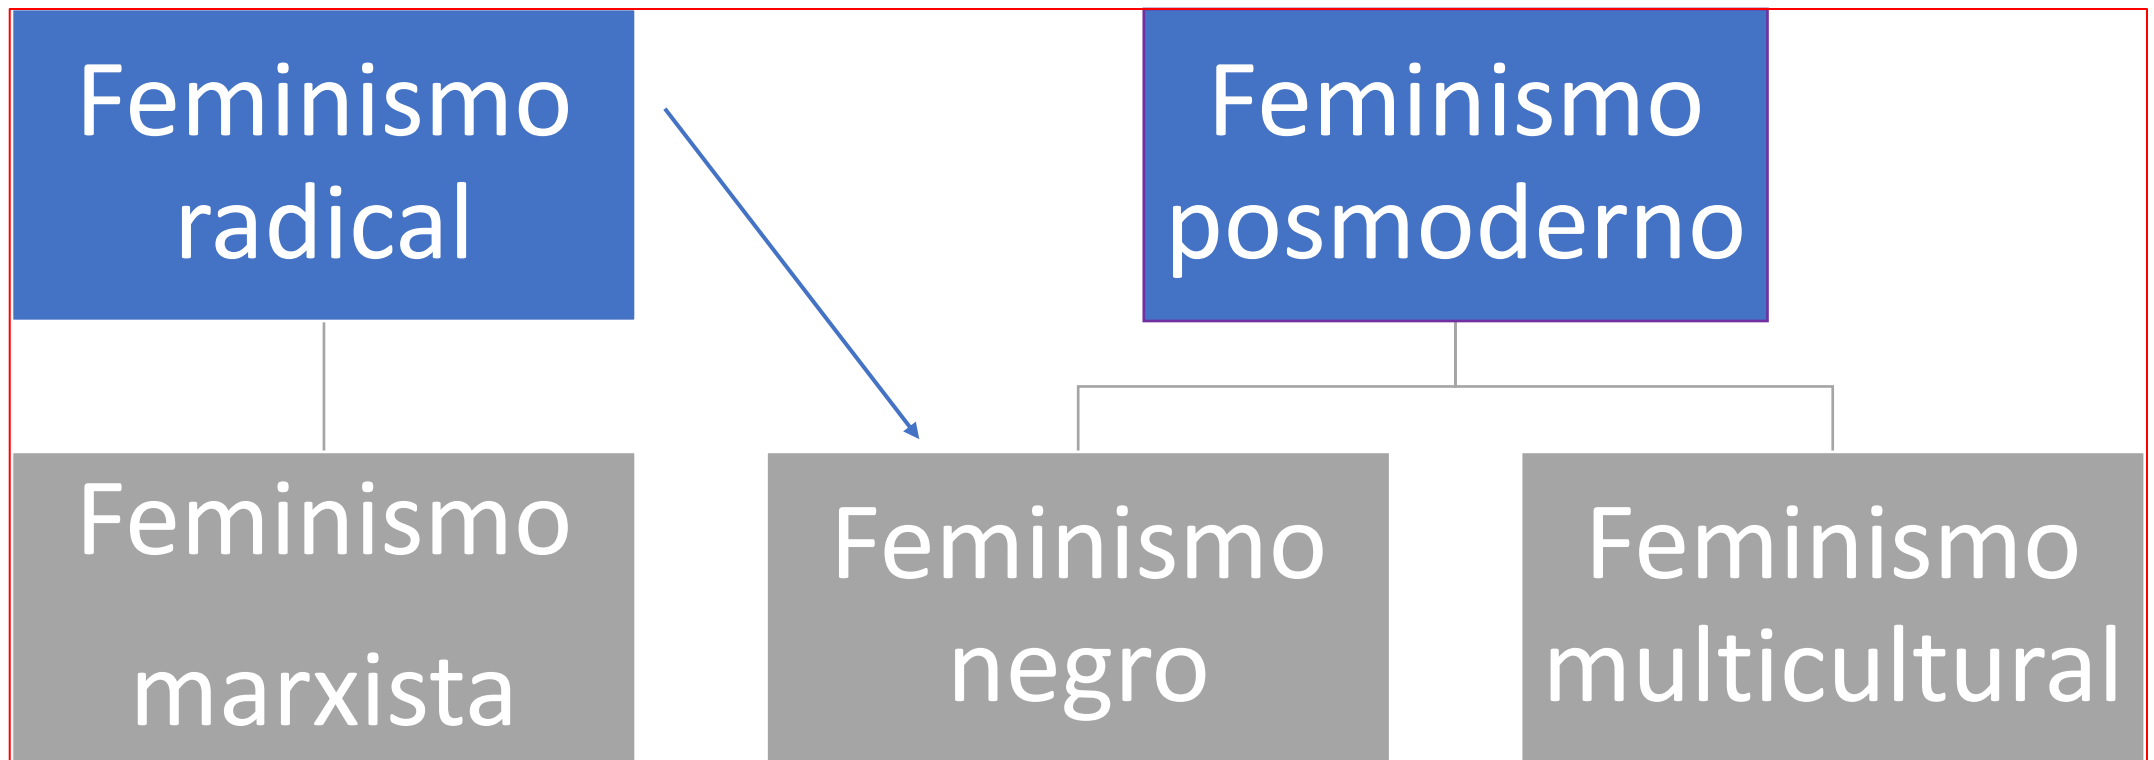 Feminismo
radical
Feminismo
posmoderno
Feminismo
marxista
Feminismo
negro
Feminismo
multicultural